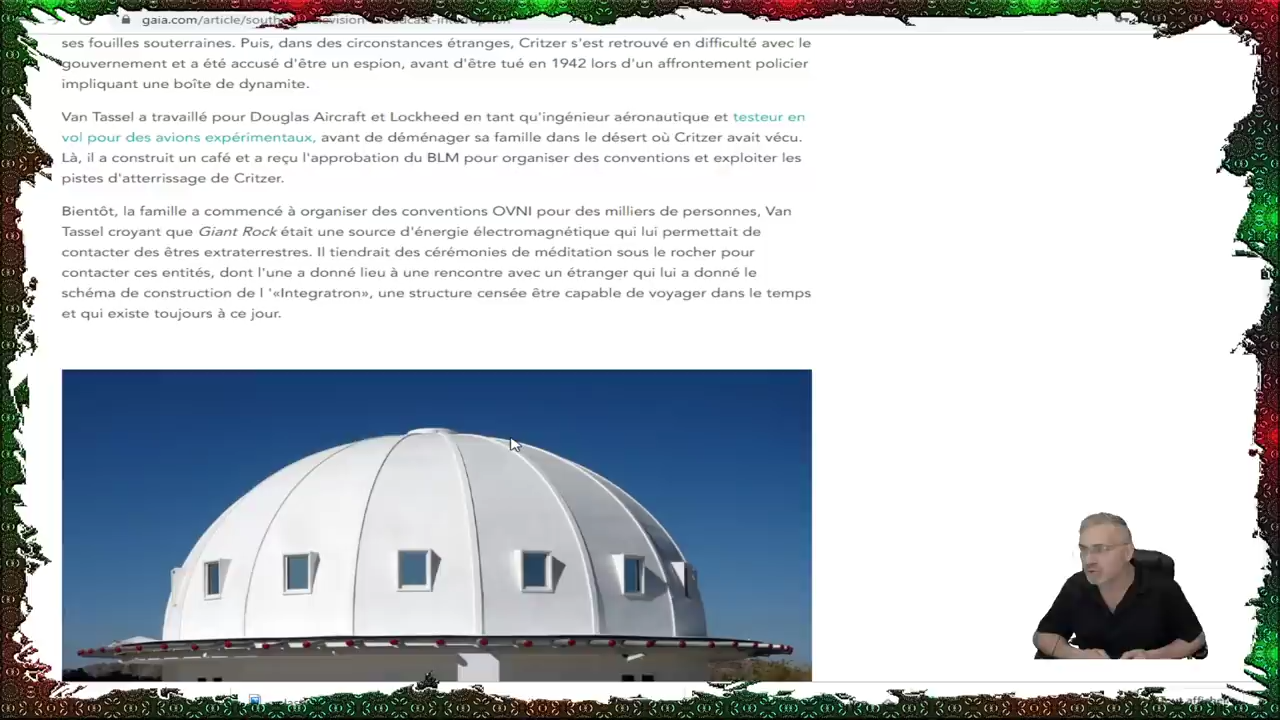 gaia.com/article/south
ses fouilles souterraines. Puis, dans des circonstances étranges, Critzer s'est retrouvé en difficulté avec le
gouvernement et a été accusé d'être un espion, avant d'être tué en 1942 lors d'un affrontement policier
impliquant une boîte de dynamite.
Van Tassel a travaillé pour Douglas Aircraft et Lockheed en tant qu'ingénieur aéronautique et testeur en
vol pour des avions expérimentaux, avant de déménager sa famille dans le désert où Critzer avait vécu.
Là, il a construit un café et a reçu l'approbation du BLM pour organiser des conventions et exploiter les
pistes d'atterrissage de Critzer.
Bientôt, la famille a commencé à organiser des conventions OVNI pour des milliers de personnes, Van
Tassel croyant que Giant Rock était une source d'énergie électromagnétique qui lui permettait de
contacter des êtres extraterrestres. Il tiendrait des cérémonies de méditation sous le rocher pour
contacter ces entités, dont l'une a donné lieu à une rencontre avec un étranger qui lui a donné le
schéma de construction de l '«Integratron», une structure censée être capable de voyager dans le temps
et qui existe toujours à ce jour.